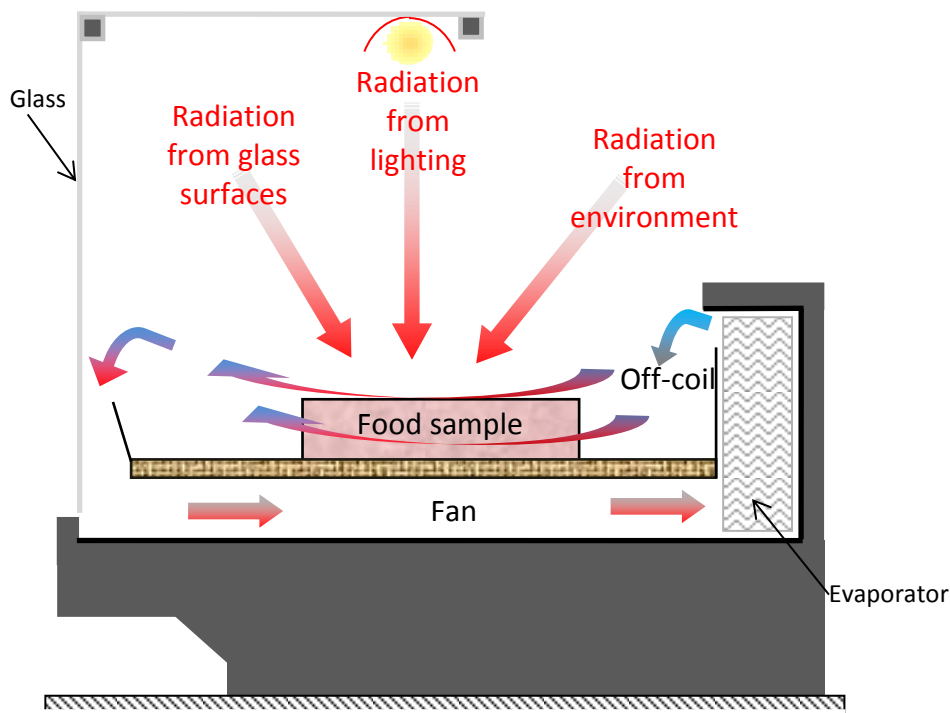 Glass
Radiation
from glass
surfaces
Radiation
from
lighting
Radiation
from
environment
Off-coil
Food sample
Fan
Evaporator